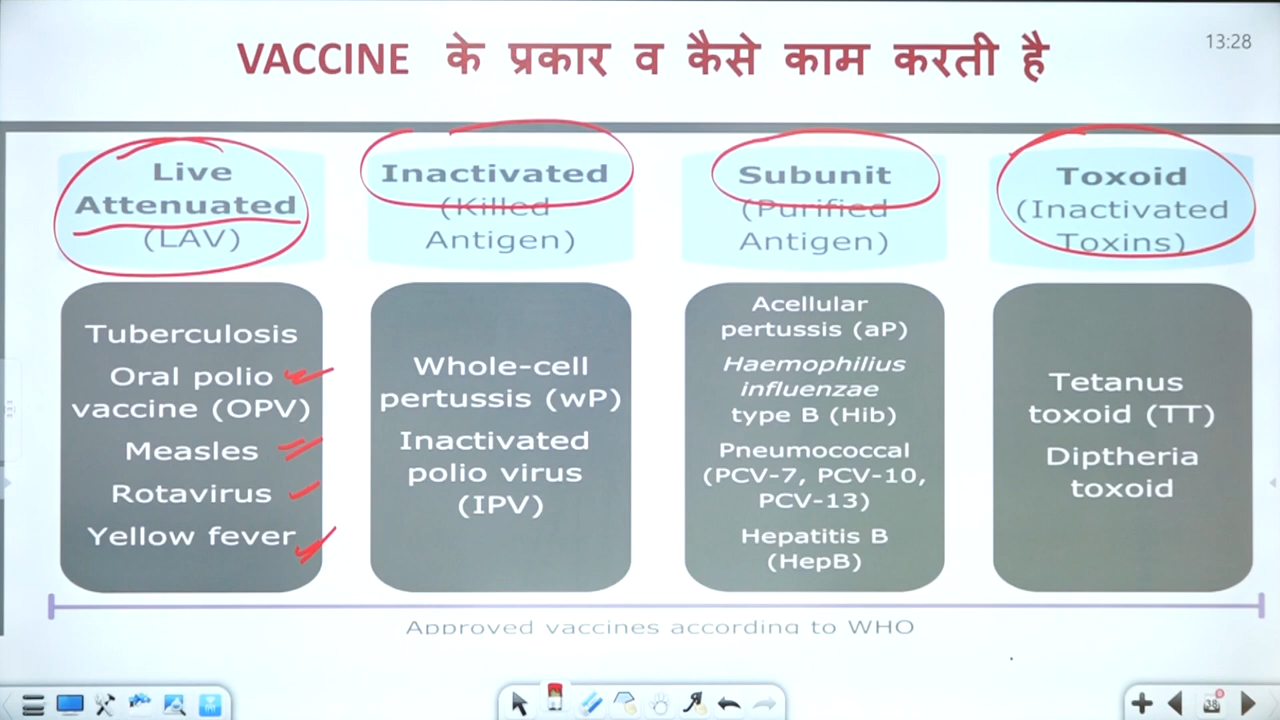 VACCINE के प्रकार व कैसे काम करती है
13:28
Live
Attenuated
(LAV)
Inactivated
(Killed
Antigen)
Subunit
(Purified
Antigen)
Toxoid
(Inactivated
Toxins)
Tuberculosis
Oral polio
vaccine (OPV)
Measles
Rotavirus
Yellow fever
Whole-cell
pertussis (wP)
Inactivated
polio virus
(IPV)
Acellular
pertussis (aP)
Haemophilius
influenzae
type B (Hib)
Pneumococcal
(PCV-7, PCV-10,
PCV-13)
Hepatitis B
(HepB)
Tetanus
toxoid (TT)
Diptheria
toxoid
Approved vaccines according to WHO
38